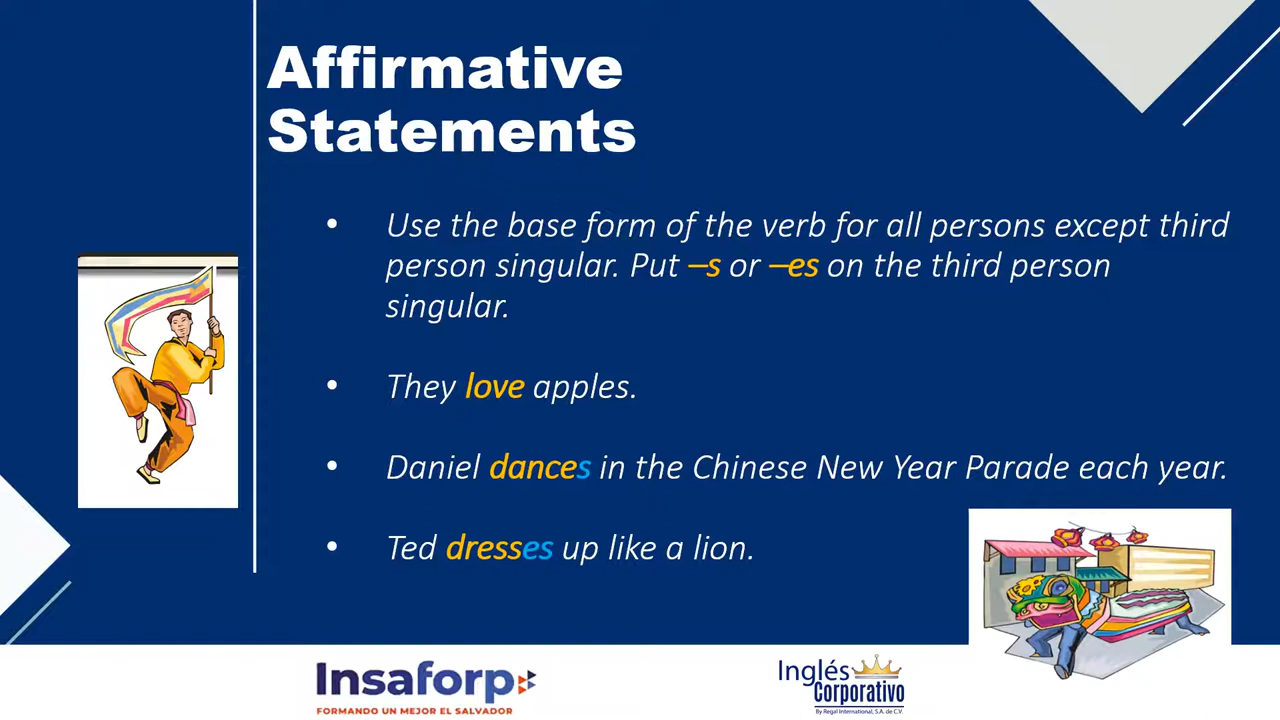 Affirmative
Statements
• Use the base form of the verb for all persons except third
person singular. Put –s or –es on the third person
singular.
• They love apples.
• Daniel dances in the Chinese New Year Parade each year.
• Ted dresses up like a lion.
Insaforp
FORMANDO UN MEJOR EL SALVADOR
Inglés
Corporativo
By Regal International, S.A. de C.V.